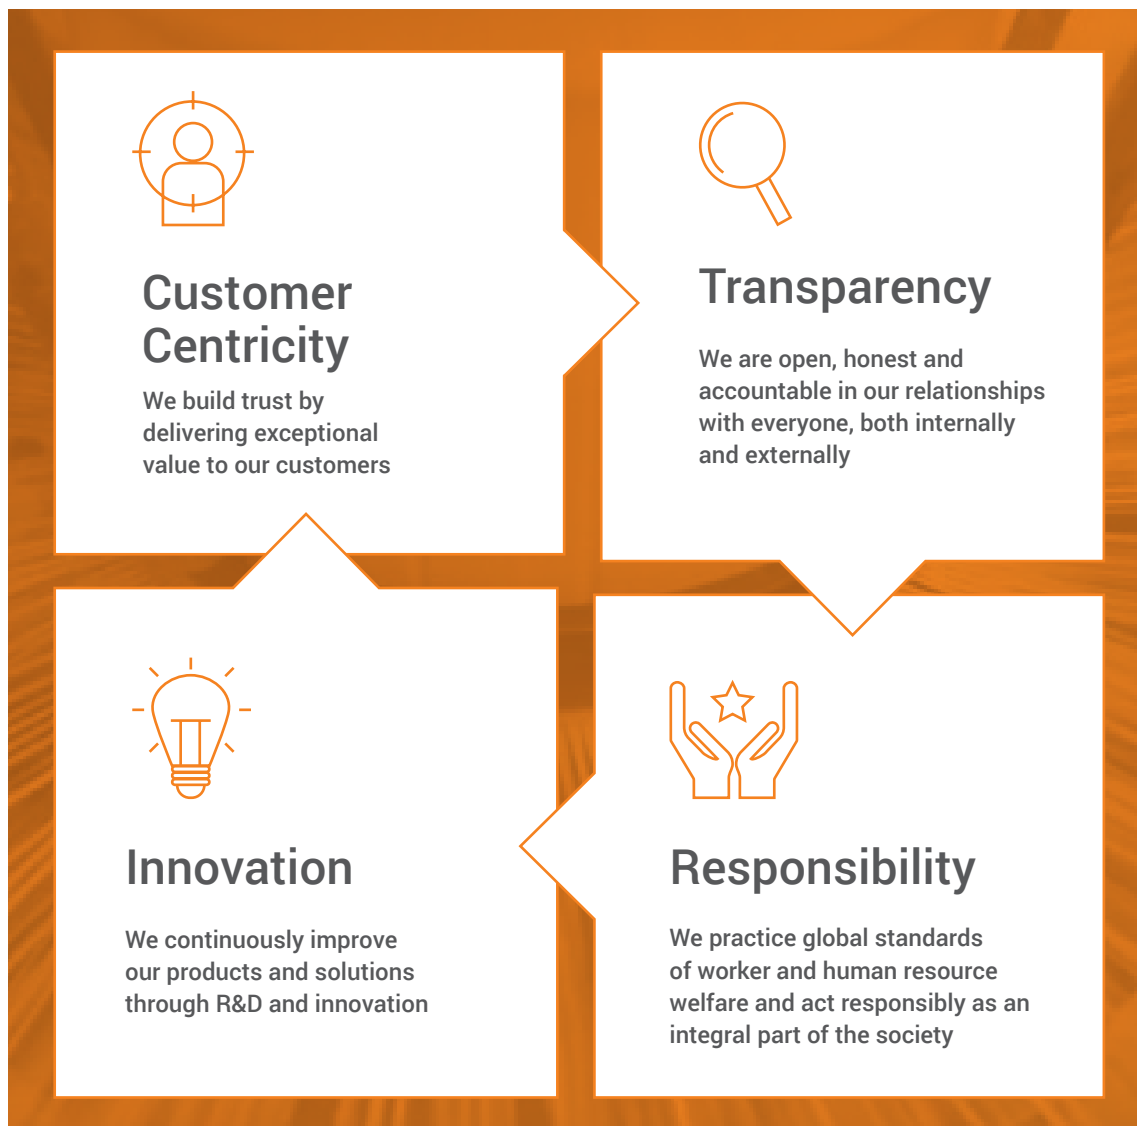 Customer
Centricity
We build trust by
delivering exceptional
value to our customers
Transparency
We are open, honest and
accountable in our relationships
with everyone, both internally
and externally
Innovation
We continuously improve
our products and solutions
through R&D and innovation
Responsibility
We practice global standards
of worker and human resource
welfare and act responsibly as an
integral part of the society